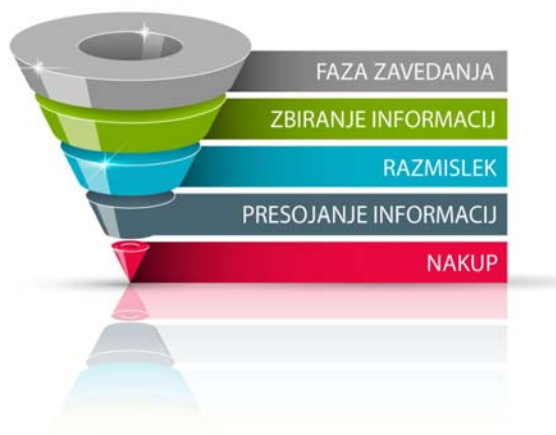 FAZA ZAVEDANJA
ZBIRANJE INFORMACIJ
RAZMISLEK
PRESOJANJE INFORMACIJ
NAKUP